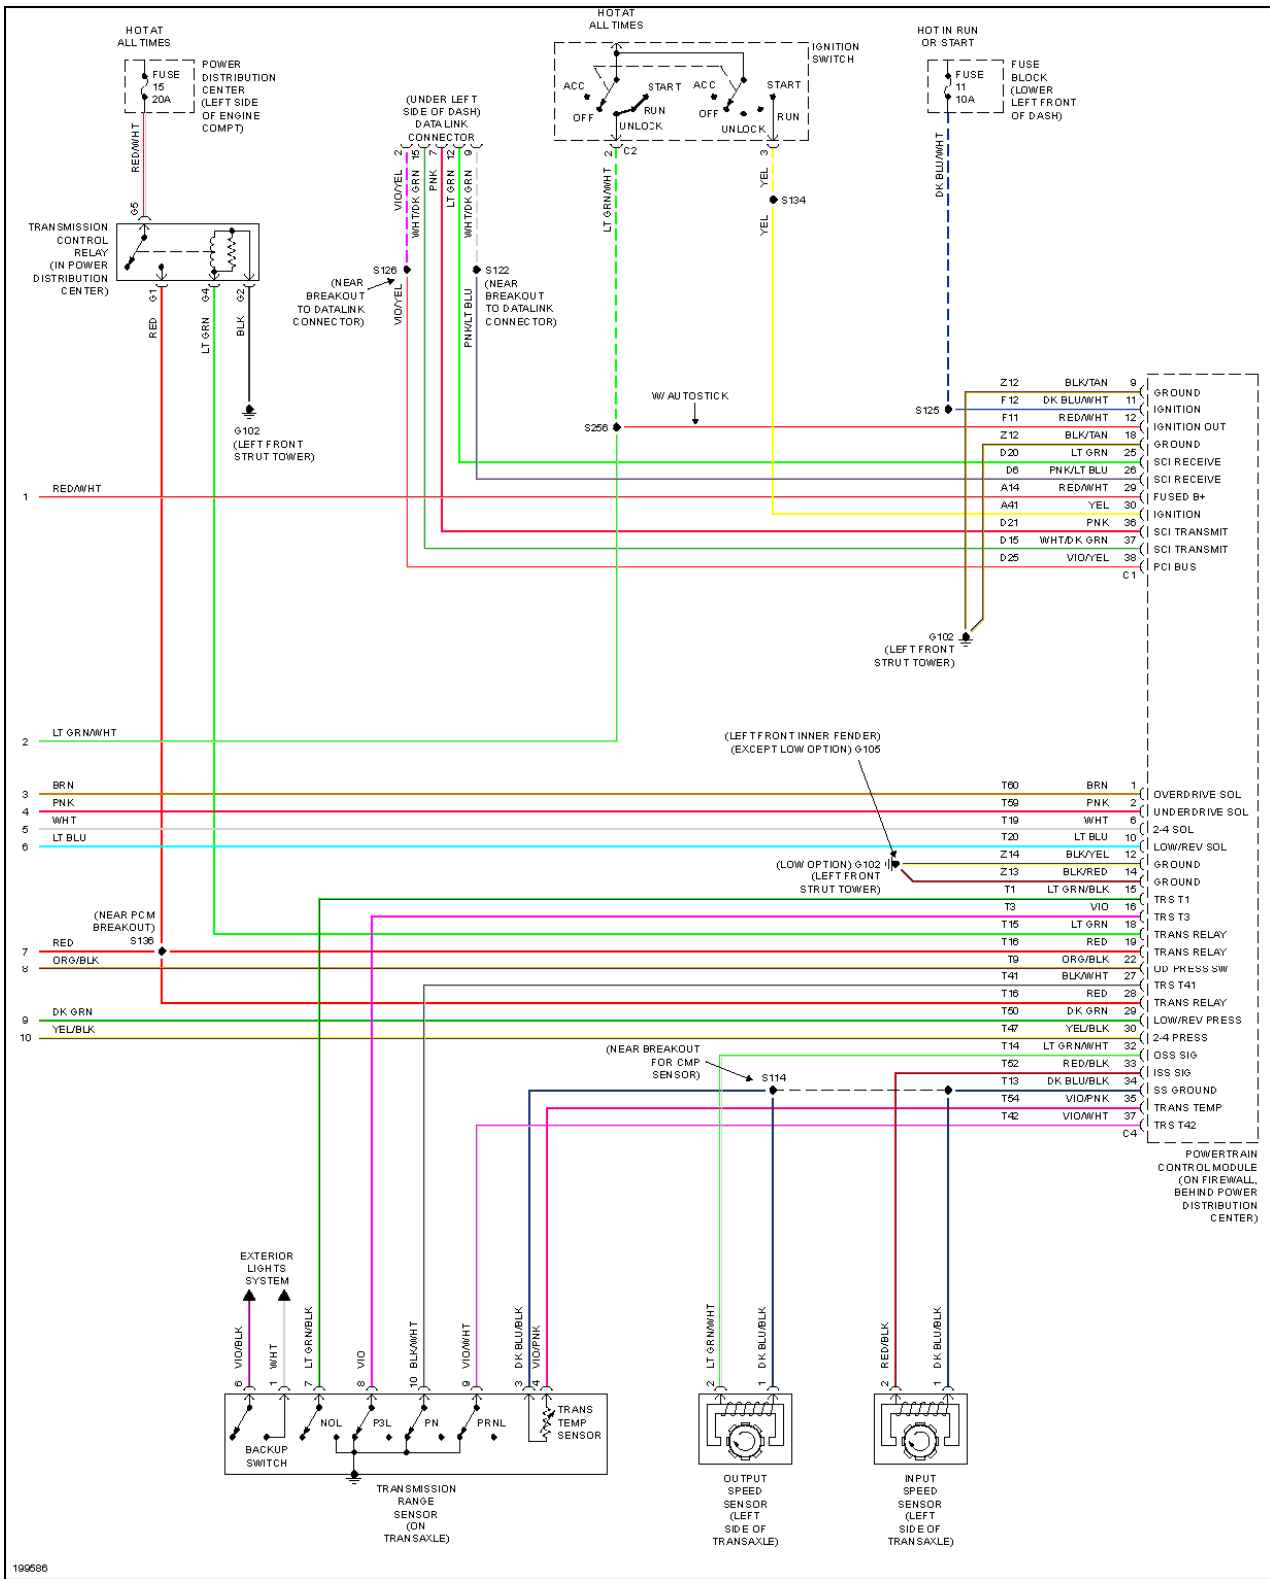 HOT AT
ALL TIMES
FUSE
15
20A
POWER
DISTRIBUTION
CENTER
(LEFT SIDE
OF ENGINE
COMPT)
RED/WHT
G5
TRANSMISSION
CONTROL
RELAY
(IN POWER
DISTRIBUTION
CENTER)
G1
G4
G2
RED
LT GRN
BLK
G102
(LEFT FRONT
STRUT TOWER)
(UNDER LEFT
SIDE OF DASH)
DATA LINK
CONNECTOR
2
15
7
12
9
VIO/YEL
WHT/DK GRN
PNK
LT GRN
WHT/DK GRN
S126
S122
(NEAR
BREAKOUT
TO DATALINK
CONNECTOR)
(NEAR
BREAKOUT
TO DATALINK
CONNECTOR)
VIO/YEL
PNK/LT BLU
HOT AT
ALL TIMES
IGNITION
SWITCH
ACC
OFF
START
RUN
UNLOCK
ACC
OFF
UNLOCK
START
RUN
2
C2
3
LT GRN/WHT
YEL
S134
YEL
HOT IN RUN
OR START
FUSE
11
10A
FUSE
BLOCK
(LOWER
LEFT FRONT
OF DASH)
DK BLU/WHT
W/ AUTOSTICK
S256
S125
Z12 BLK/TAN 9 GROUND
F12 DK BLU/WHT 11 IGNITION
F11 RED/WHT 12 IGNITION OUT
Z12 BLK/TAN 18 GROUND
D20 LT GRN 25 SCI RECEIVE
D6 PNK/LT BLU 26 SCI RECEIVE
1 RED/WHT A14 RED/WHT 29 FUSED B+
A41 YEL 30 IGNITION
D21 PNK 36 SCI TRANSMIT
D15 WHT/DK GRN 37 SCI TRANSMIT
D25 VIO/YEL 38 PCI BUS
C1
G102
(LEFT FRONT
STRUT TOWER)
2 LT GRN/WHT
(LEFT FRONT INNER FENDER)
(EXCEPT LOW OPTION) G105
3 BRN T60 BRN 1 OVERDRIVE SOL
4 PNK T59 PNK 2 UNDERDRIVE SOL
5 WHT T19 WHT 6 2-4 SOL
6 LT BLU T20 LT BLU 10 LOW/REV SOL
Z14 BLK/YEL 12 GROUND
(LOW OPTION) G102
(LEFT FRONT
STRUT TOWER)
Z13 BLK/RED 14 GROUND
T1 LT GRN/BLK 15 TRS T1
T3 VIO 16 TRS T3
T15 LT GRN 18 TRANS RELAY
(NEAR PCM
BREAKOUT)
S136
7 RED T16 RED 19 TRANS RELAY
8 ORG/BLK T9 ORG/BLK 22 OD PRESS SW
T41 BLK/WHT 27 TRS T41
T16 RED 28 TRANS RELAY
9 DK GRN T50 DK GRN 29 LOW/REV PRESS
10 YEL/BLK T47 YEL/BLK 30 2-4 PRESS
T14 LT GRN/WHT 32 OSS SIG
T52 RED/BLK 33 ISS SIG
T13 DK BLU/BLK 34 SS GROUND
T54 VIO/PNK 35 TRANS TEMP
T42 VIO/WHT 37 TRS T42
C4
(NEAR BREAKOUT
FOR CMP
SENSOR)
S114
POWERTRAIN
CONTROL MODULE
(ON FIREWALL,
BEHIND POWER
DISTRIBUTION
CENTER)
EXTERIOR
LIGHTS
SYSTEM
VIO/BLK
WHT
LT GRN/BLK
VIO
BLK/WHT
VIO/WHT
DK BLU/BLK
VIO/PNK
LT GRN/WHT
DK BLU/BLK
RED/BLK
DK BLU/BLK
6
1
7
8
10
9
3
4
2
1
2
1
BACKUP
SWITCH
NOL
P3L
PN
PRNL
TRANS
TEMP
SENSOR
TRANSMISSION
RANGE
SENSOR
(ON
TRANSAXLE)
OUTPUT
SPEED
SENSOR
(LEFT
SIDE OF
TRANSAXLE)
INPUT
SPEED
SENSOR
(LEFT
SIDE OF
TRANSAXLE)
199586